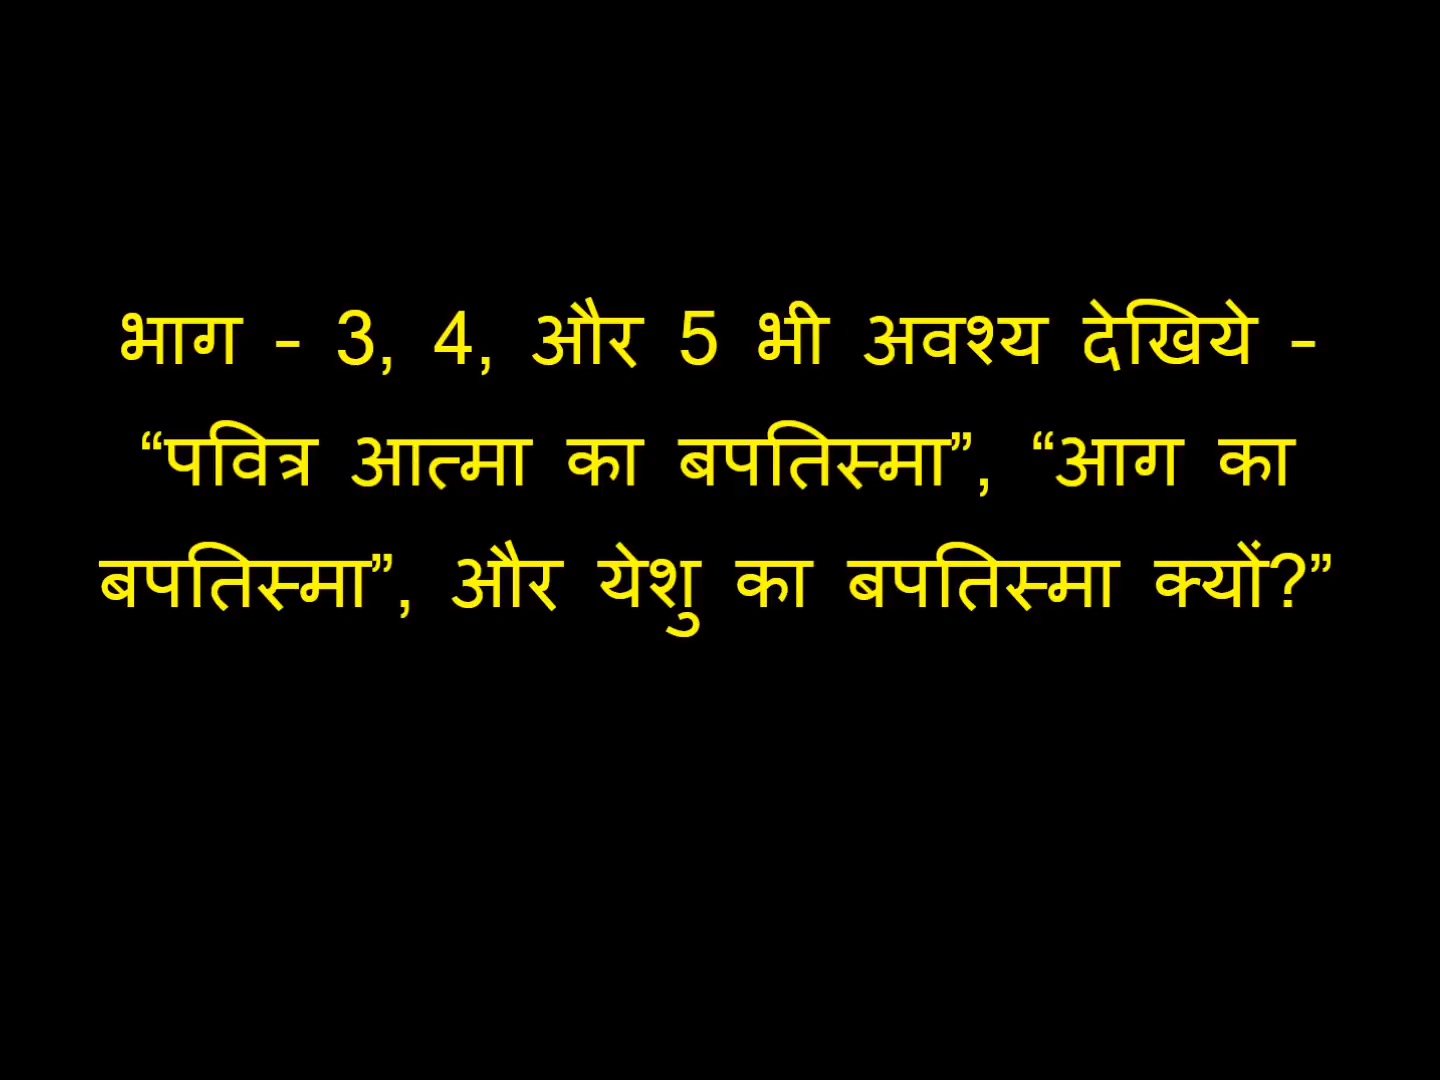 भाग – 3, 4, और 5 भी अवश्य देखिये –
“पवित्र आत्मा का बपतिस्मा”, “आग का
बपतिस्मा”, और येशु का बपतिस्मा क्यों?”